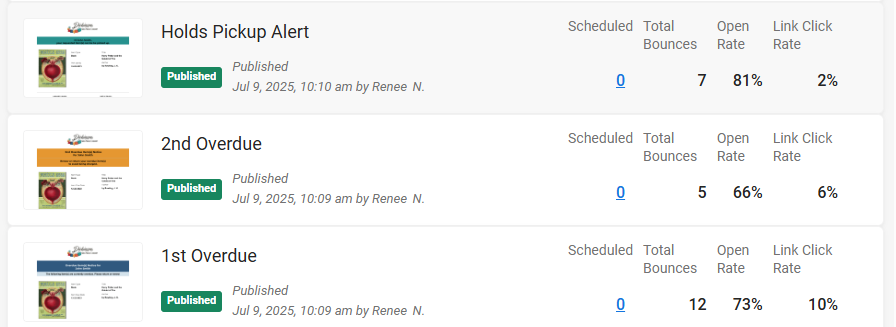 Holds Pickup Alert
Published
Published
Jul 9, 2025, 10:10 am by Renee N.
Scheduled
0
Total Bounces
7
Open Rate
81%
Link Click Rate
2%
2nd Overdue
Published
Published
Jul 9, 2025, 10:09 am by Renee N.
Scheduled
0
Total Bounces
5
Open Rate
66%
Link Click Rate
6%
1st Overdue
Published
Published
Jul 9, 2025, 10:09 am by Renee N.
Scheduled
0
Total Bounces
12
Open Rate
73%
Link Click Rate
10%